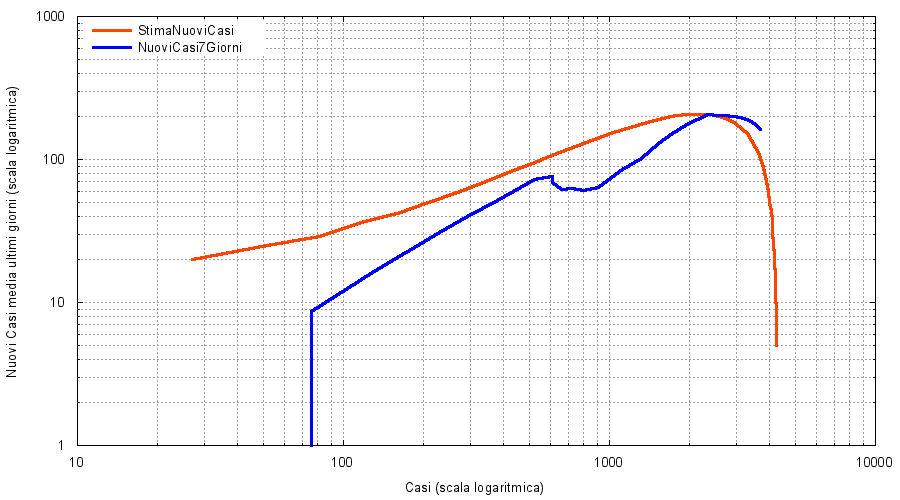 1000
StimaNuoviCasi
NuoviCasi7Giorni
100
10
1
10
100
1000
10000
Nuovi Casi media ultimi giorni (scala logaritmica)
Casi (scala logaritmica)